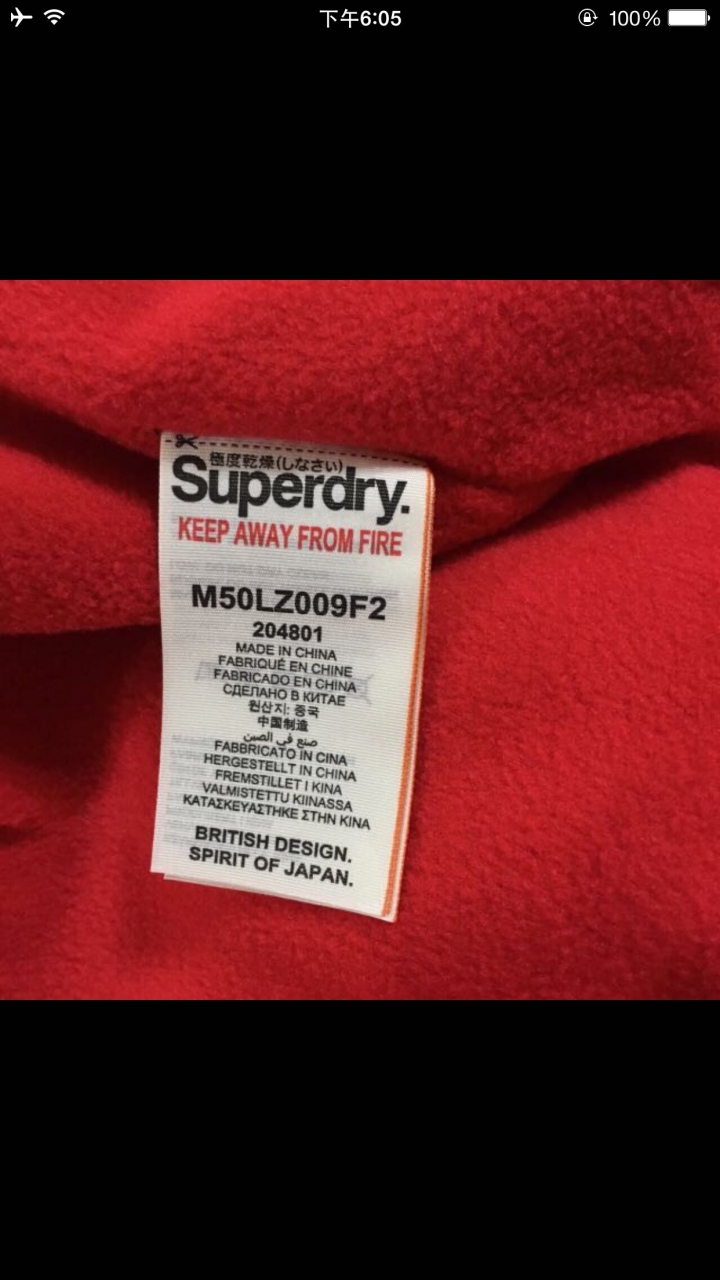 下午6:05
100%
極度乾燥(しなさい)
Superdry.
KEEP AWAY FROM FIRE
M50LZ009F2
204801
MADE IN CHINA
FABRIQUÉ EN CHINE
FABRICADO EN CHINA
СДЕЛАНО В КИТАЕ
원산지: 중국
中国制造
صنع في الصين
FABBRICATO IN CINA
HERGESTELLT IN CHINA
FREMSTILLET I KINA
VALMISTETTU KIINASSA
ΚΑΤΑΣΚΕΥΑΣΤΗΚΕ ΣΤΗΝ ΚΙΝΑ
BRITISH DESIGN.
SPIRIT OF JAPAN.